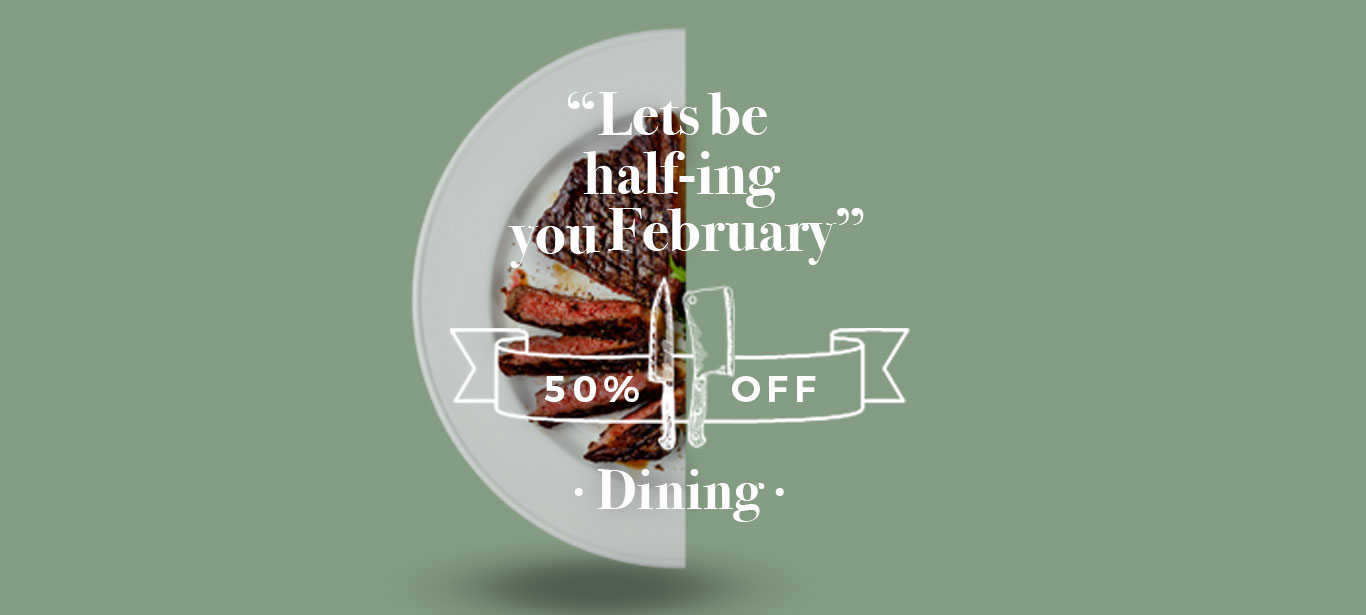 “Lets be
half-ing
you February”
50% OFF
· Dining ·